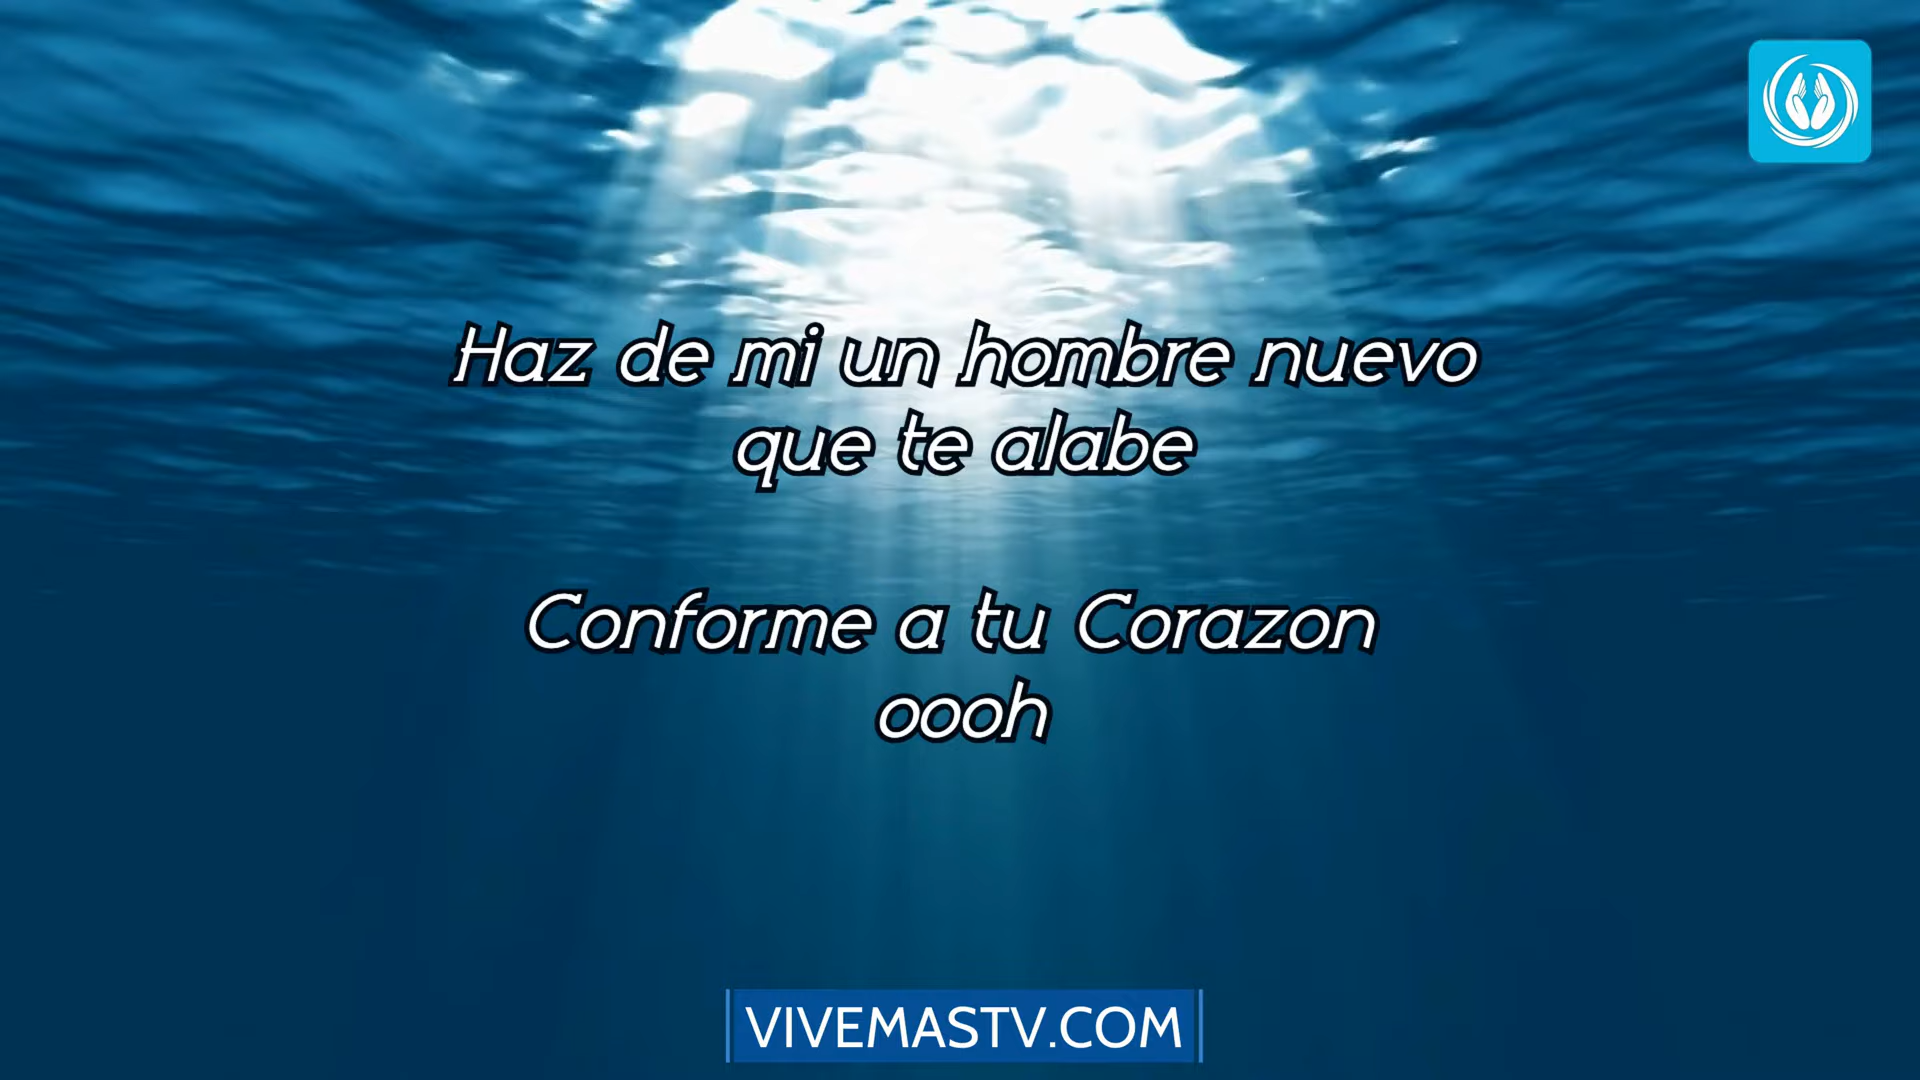 Haz de mi un hombre nuevo
que te alabe
Conforme a tu Corazon
oooh
VIVEMASTV.COM